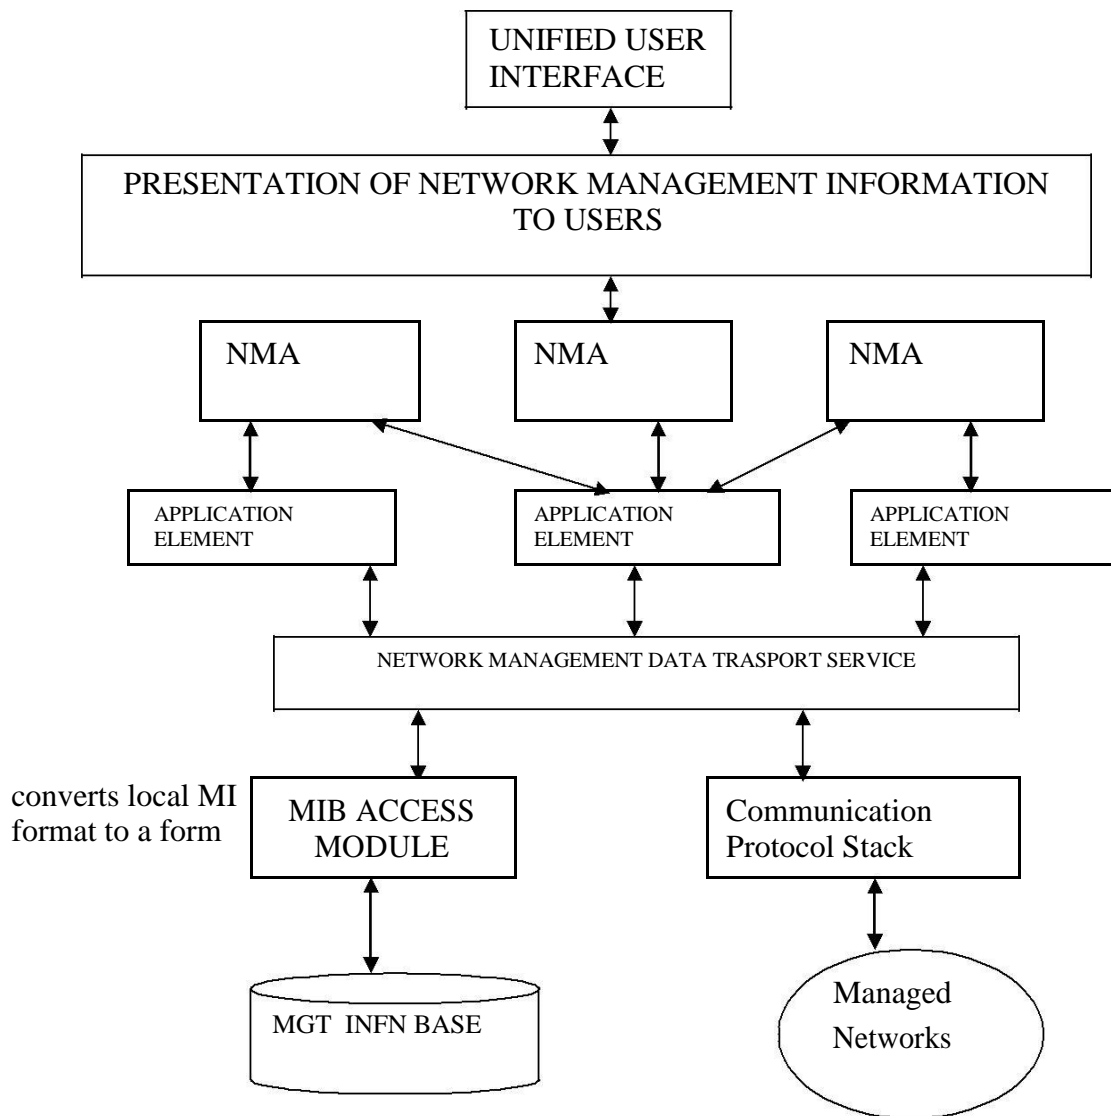 UNIFIED USER
INTERFACE
PRESENTATION OF NETWORK MANAGEMENT INFORMATION
TO USERS
NMA
NMA
NMA
APPLICATION
ELEMENT
APPLICATION
ELEMENT
APPLICATION
ELEMENT
NETWORK MANAGEMENT DATA TRASPORT SERVICE
converts local MI
format to a form
MIB ACCESS
MODULE
Communication
Protocol Stack
MGT INFN BASE
Managed
Networks